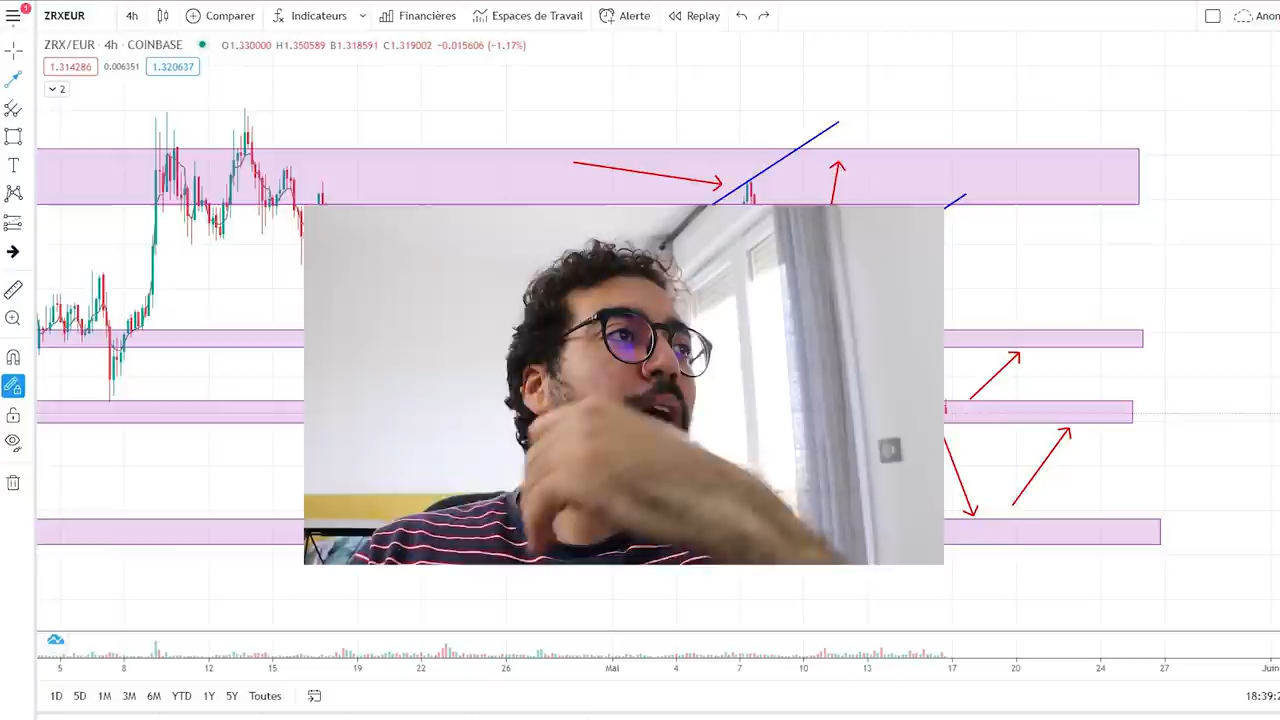 1
ZRXEUR
4h
Comparer
Indicateurs
Financières
Espaces de Travail
Alerte
Replay
ZRX/EUR · 4h · COINBASE
O1.330000 H1.350589 B1.318591 C1.319002 −0.015606 (−1.17%)
1.314286 0.006351 1.320637
2
5 8 12 15 19 22 26 Mai 4 7 10 13 17 20 24 27
1D 5D 1M 3M 6M YTD 1Y 5Y Toutes